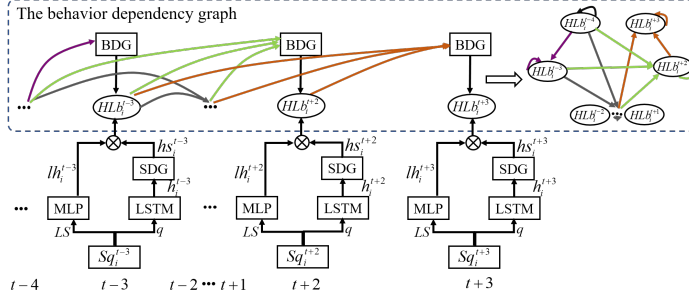 The behavior dependency graph
BDG BDG BDG
HLb_i^{t-4} HLb_i^{t+3}
HLb_i^{t+2}
••• HLb_i^{t-3} ••• HLb_i^{t+2} HLb_i^{t+3}
HLb_i^{t-2} ••• HLb_i^{t+1}
lh_i^{t-3} ⊗ hs_i^{t-3} lh_i^{t+2} ⊗ hs_i^{t+2} lh_i^{t+3} ⊗ hs_i^{t+3}
SDG SDG SDG
h_i^{t-3} h_i^{t+2} h_i^{t+3}
••• MLP LSTM ••• MLP LSTM MLP LSTM
LS q LS q LS q
Sq_i^{t-3} Sq_i^{t+2} Sq_i^{t+3}
t−4 t−3 t−2 ••• t+1 t+2 t+3